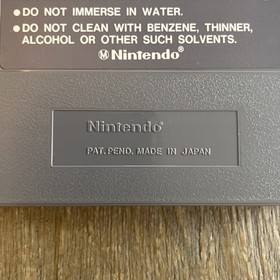 •DO NOT IMMERSE IN WATER.
•DO NOT CLEAN WITH BENZENE, THINNER,
ALCOHOL OR OTHER SUCH SOLVENTS.
Ⓜ Nintendo®
Nintendo®
PAT. PEND. MADE IN JAPAN